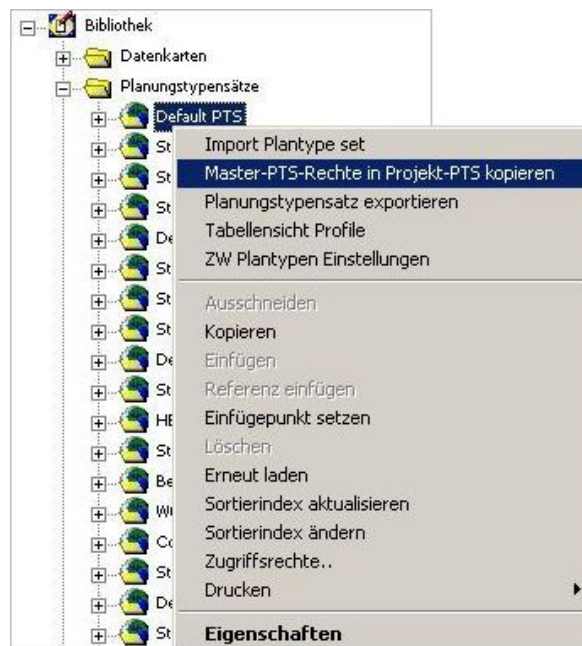 Bibliothek
Datenkarten
Planungstypensätze
Default PTS
St
St
St
De
St
St
St
De
St
HE
St
Be
St
De
St
Import Plantype set
Master-PTS-Rechte in Projekt-PTS kopieren
Planungstypensatz exportieren
Tabellensicht Profile
ZW Plantypen Einstellungen
Ausschneiden
Kopieren
Einfügen
Referenz einfügen
Einfügepunkt setzen
Löschen
Erneut laden
Sortierindex aktualisieren
Sortierindex ändern
Zugriffsrechte..
Drucken
Eigenschaften